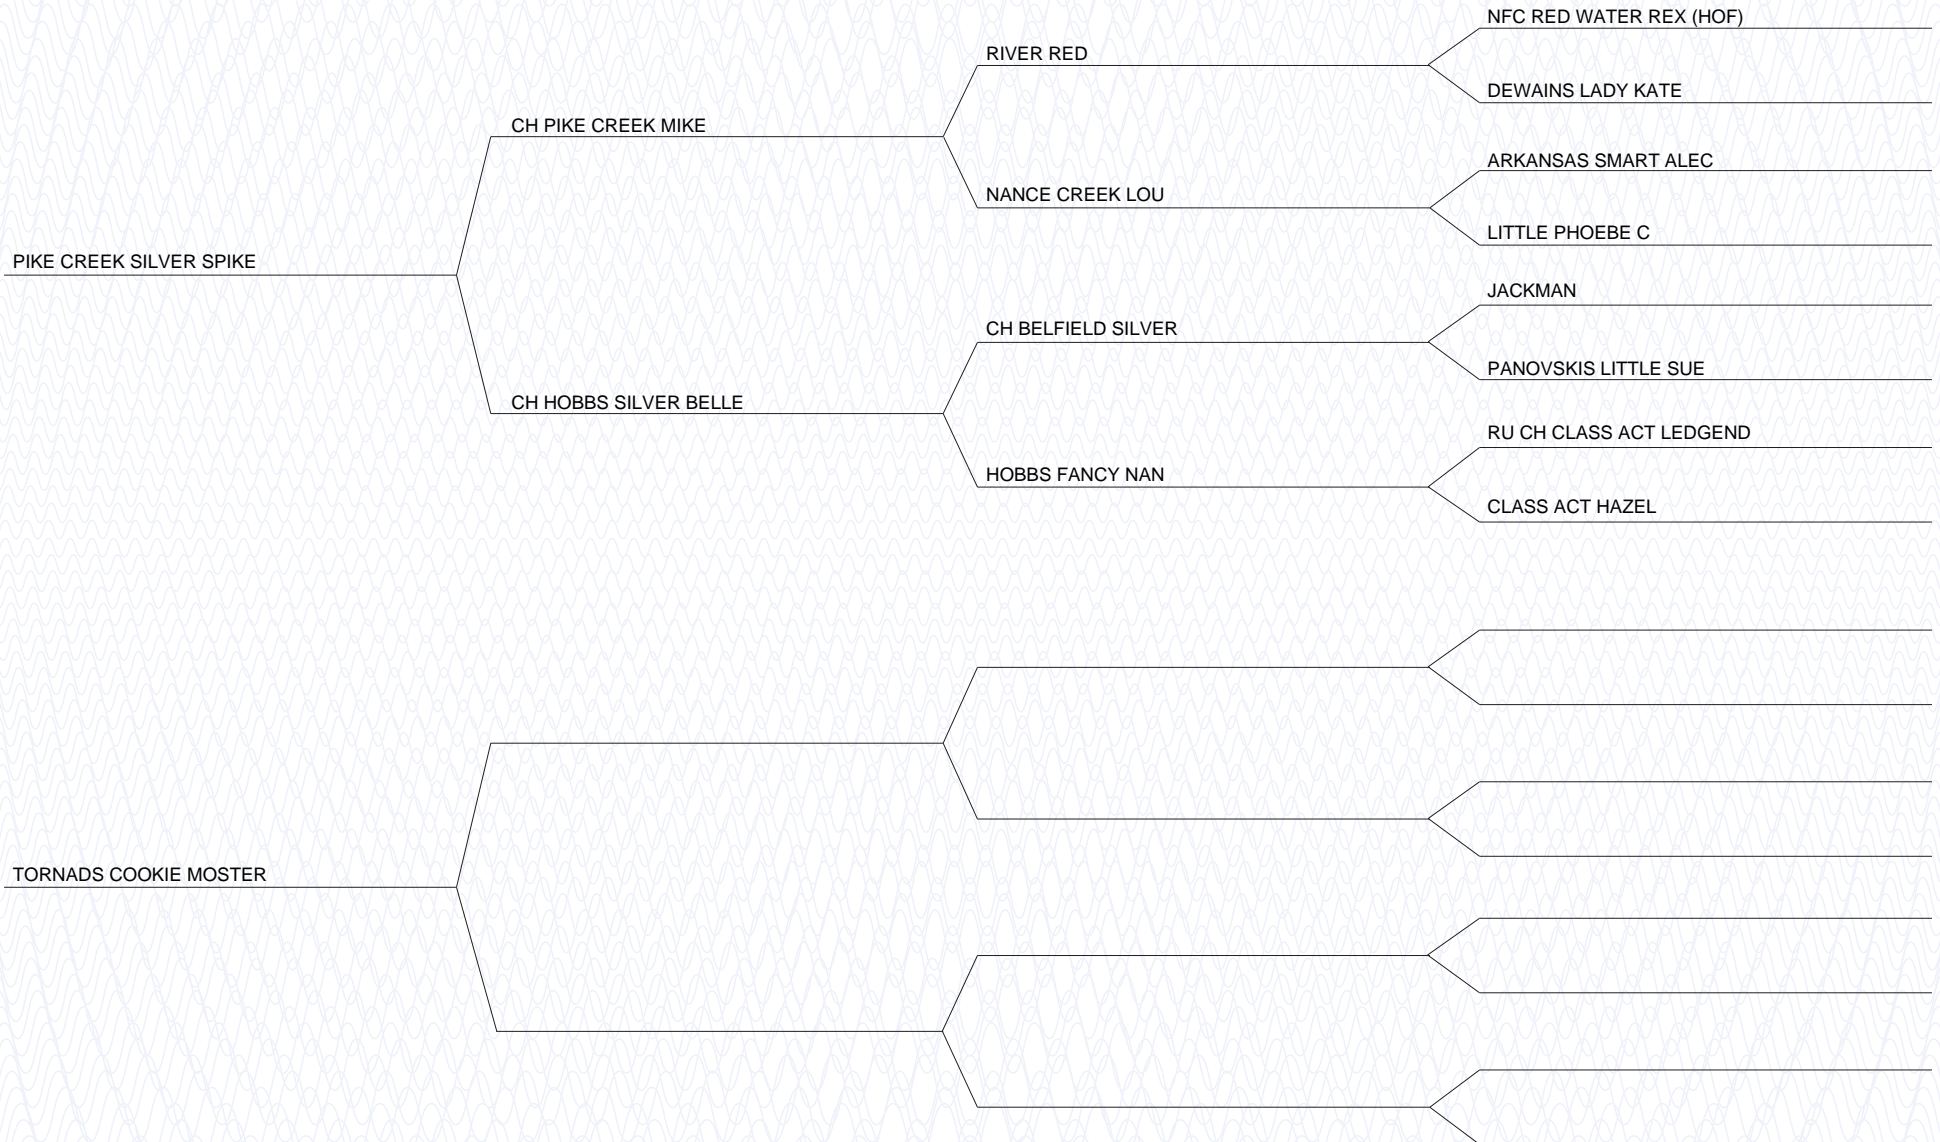 NFC RED WATER REX (HOF)
RIVER RED
DEWAINS LADY KATE
CH PIKE CREEK MIKE
ARKANSAS SMART ALEC
NANCE CREEK LOU
LITTLE PHOEBE C
PIKE CREEK SILVER SPIKE
JACKMAN
CH BELFIELD SILVER
PANOVSKIS LITTLE SUE
CH HOBBS SILVER BELLE
RU CH CLASS ACT LEDGEND
HOBBS FANCY NAN
CLASS ACT HAZEL
TORNADS COOKIE MOSTER